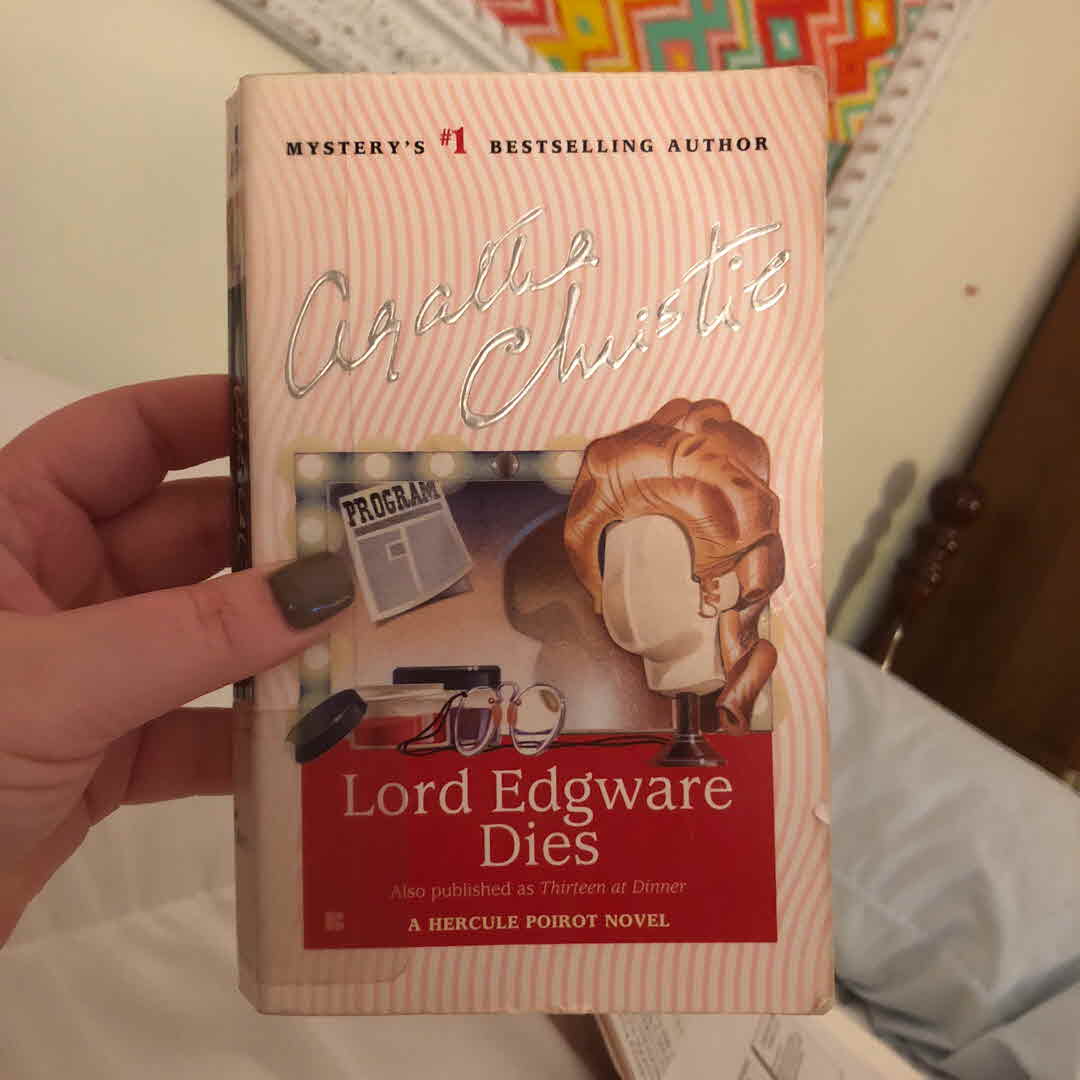 MYSTERY'S #1 BESTSELLING AUTHOR
Agatha
Christie
PROGRAM
Lord Edgware
Dies
Also published as Thirteen at Dinner
A HERCULE POIROT NOVEL